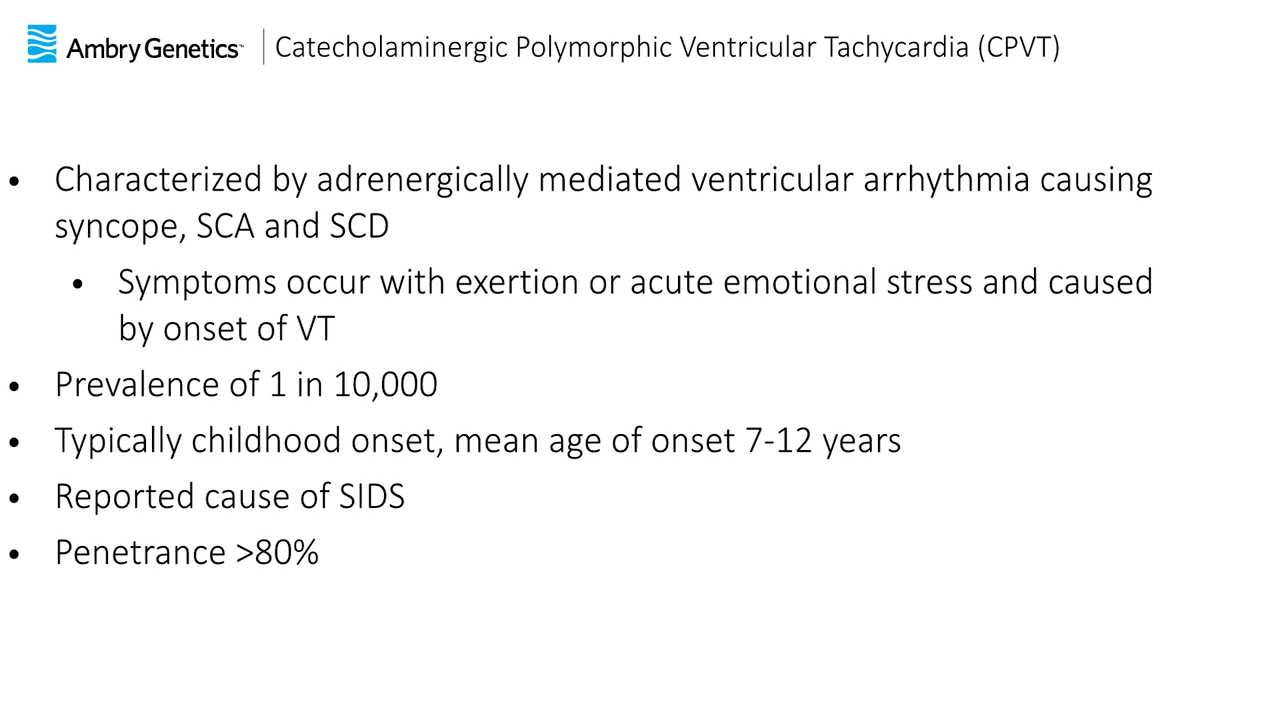 Ambry Genetics™ | Catecholaminergic Polymorphic Ventricular Tachycardia (CPVT)
• Characterized by adrenergically mediated ventricular arrhythmia causing
syncope, SCA and SCD
• Symptoms occur with exertion or acute emotional stress and caused
by onset of VT
• Prevalence of 1 in 10,000
• Typically childhood onset, mean age of onset 7-12 years
• Reported cause of SIDS
• Penetrance >80%